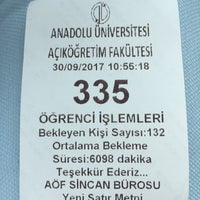 ANADOLU ÜNİVERSİTESİ
AÇIKÖĞRETİM FAKÜLTESİ
30/09/2017 10:55:18
335
ÖĞRENCİ İŞLEMLERİ
Bekleyen Kişi Sayısı:132
Ortalama Bekleme
Süresi:6098 dakika
Teşekkür Ederiz...
AÖF SİNCAN BÜROSU
Yeni Satır Metni